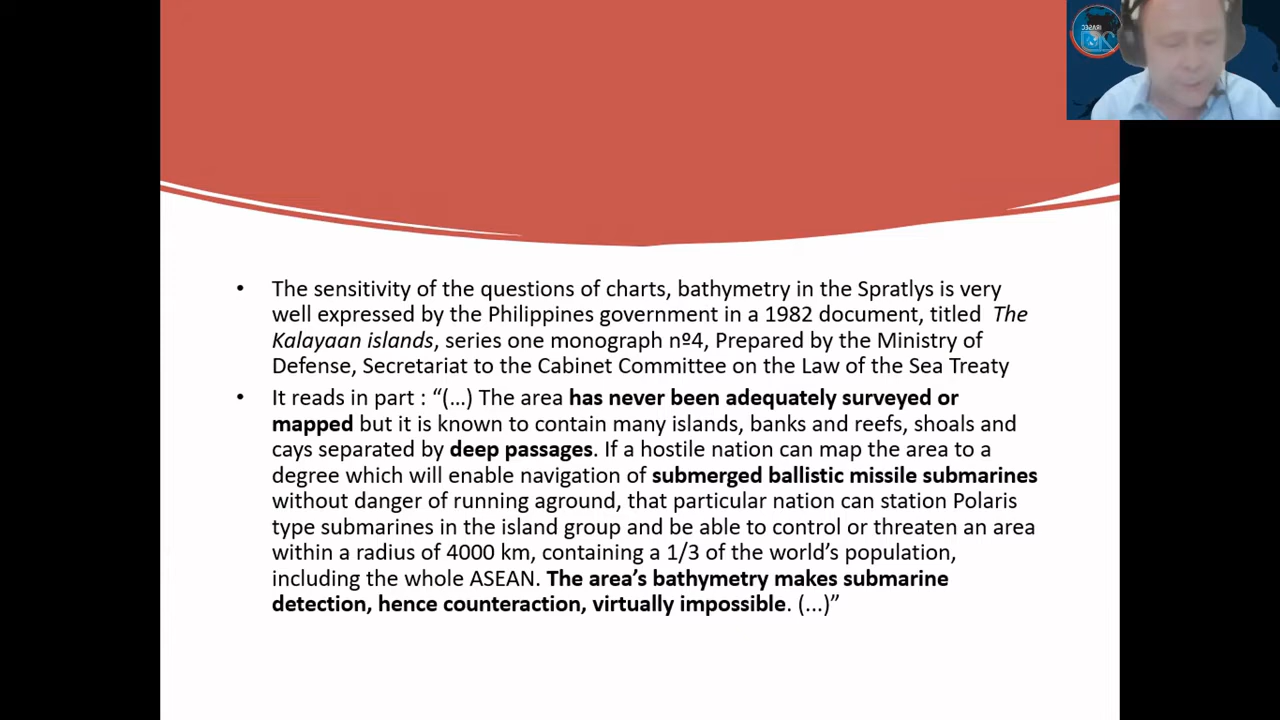 • The sensitivity of the questions of charts, bathymetry in the Spratlys is very
well expressed by the Philippines government in a 1982 document, titled  The
Kalayaan islands, series one monograph nº4, Prepared by the Ministry of
Defense, Secretariat to the Cabinet Committee on the Law of the Sea Treaty
• It reads in part : “(...) The area has never been adequately surveyed or
mapped but it is known to contain many islands, banks and reefs, shoals and
cays separated by deep passages. If a hostile nation can map the area to a
degree which will enable navigation of submerged ballistic missile submarines
without danger of running aground, that particular nation can station Polaris
type submarines in the island group and be able to control or threaten an area
within a radius of 4000 km, containing a 1/3 of the world’s population,
including the whole ASEAN. The area’s bathymetry makes submarine
detection, hence counteraction, virtually impossible. (...)”
IRASEC